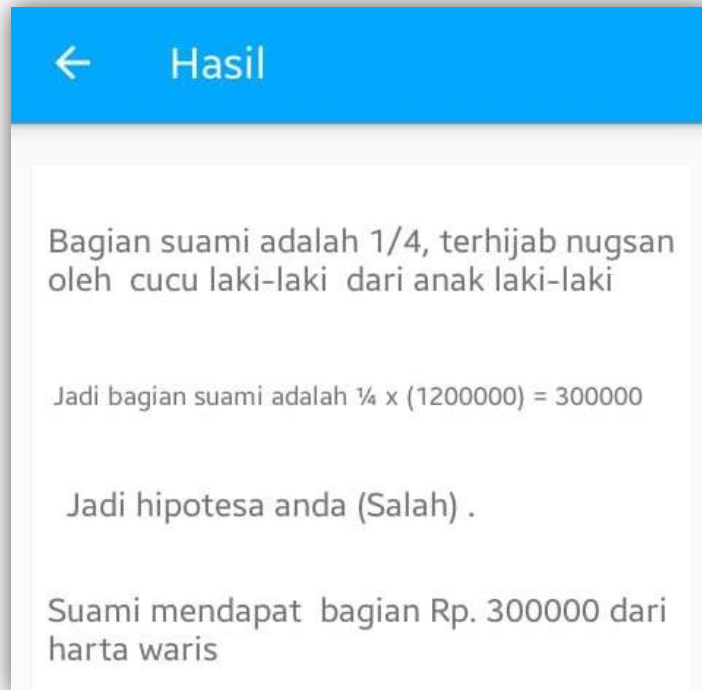 Hasil
Bagian suami adalah 1/4, terhijab nugsan
oleh  cucu laki-laki  dari anak laki-laki
Jadi bagian suami adalah ¼ x (1200000) = 300000
Jadi hipotesa anda (Salah) .
Suami mendapat  bagian Rp. 300000 dari
harta waris